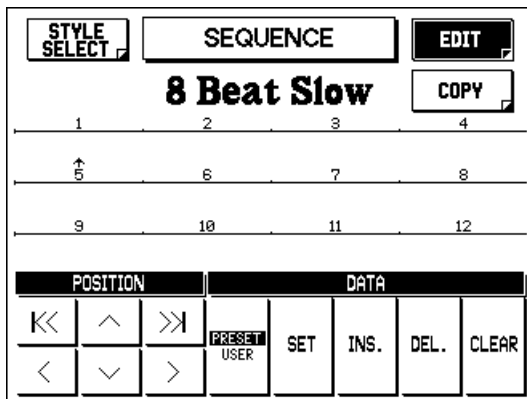 STYLE SELECT SEQUENCE EDIT
8 Beat Slow COPY
1 2 3 4
5 6 7 8
9 10 11 12
POSITION DATA
PRESET
USER SET INS. DEL. CLEAR